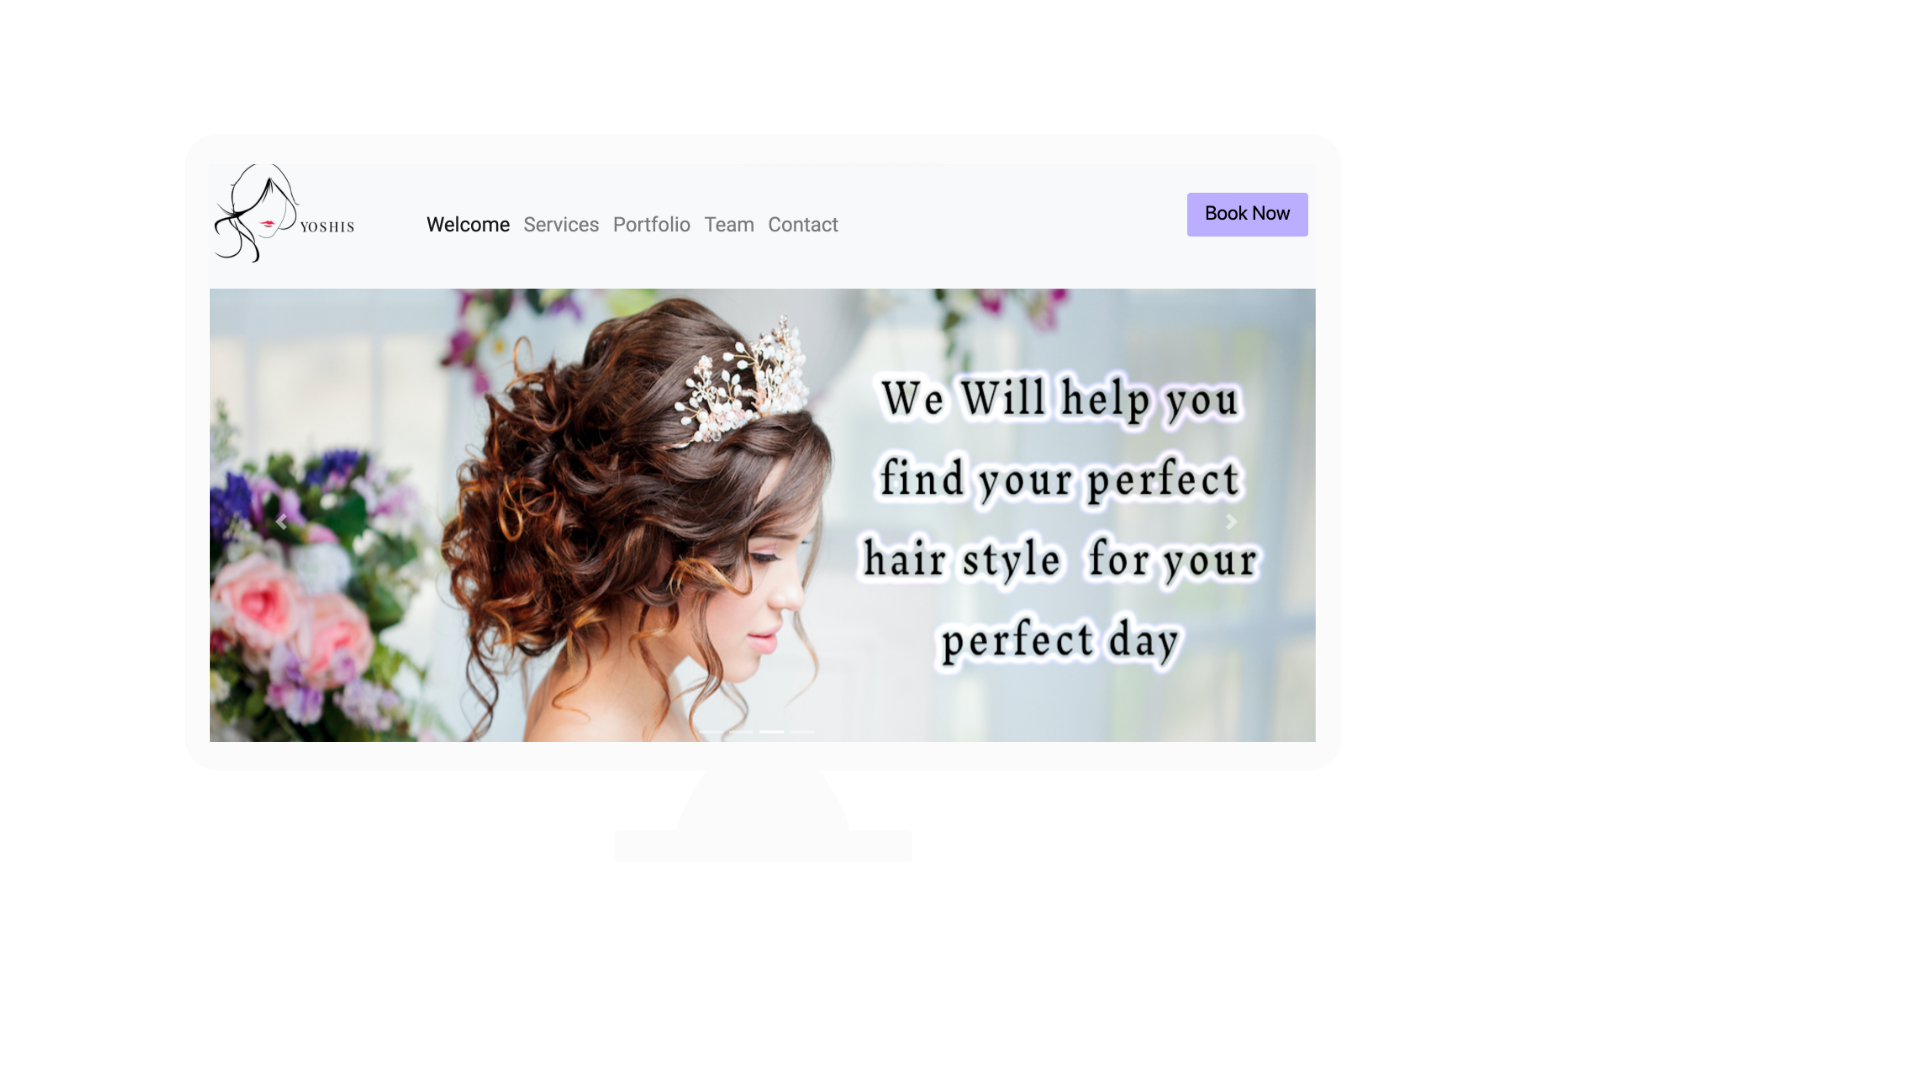 YOSHIS
Welcome Services Portfolio Team Contact
Book Now
We Will help you
find your perfect
hair style for your
perfect day